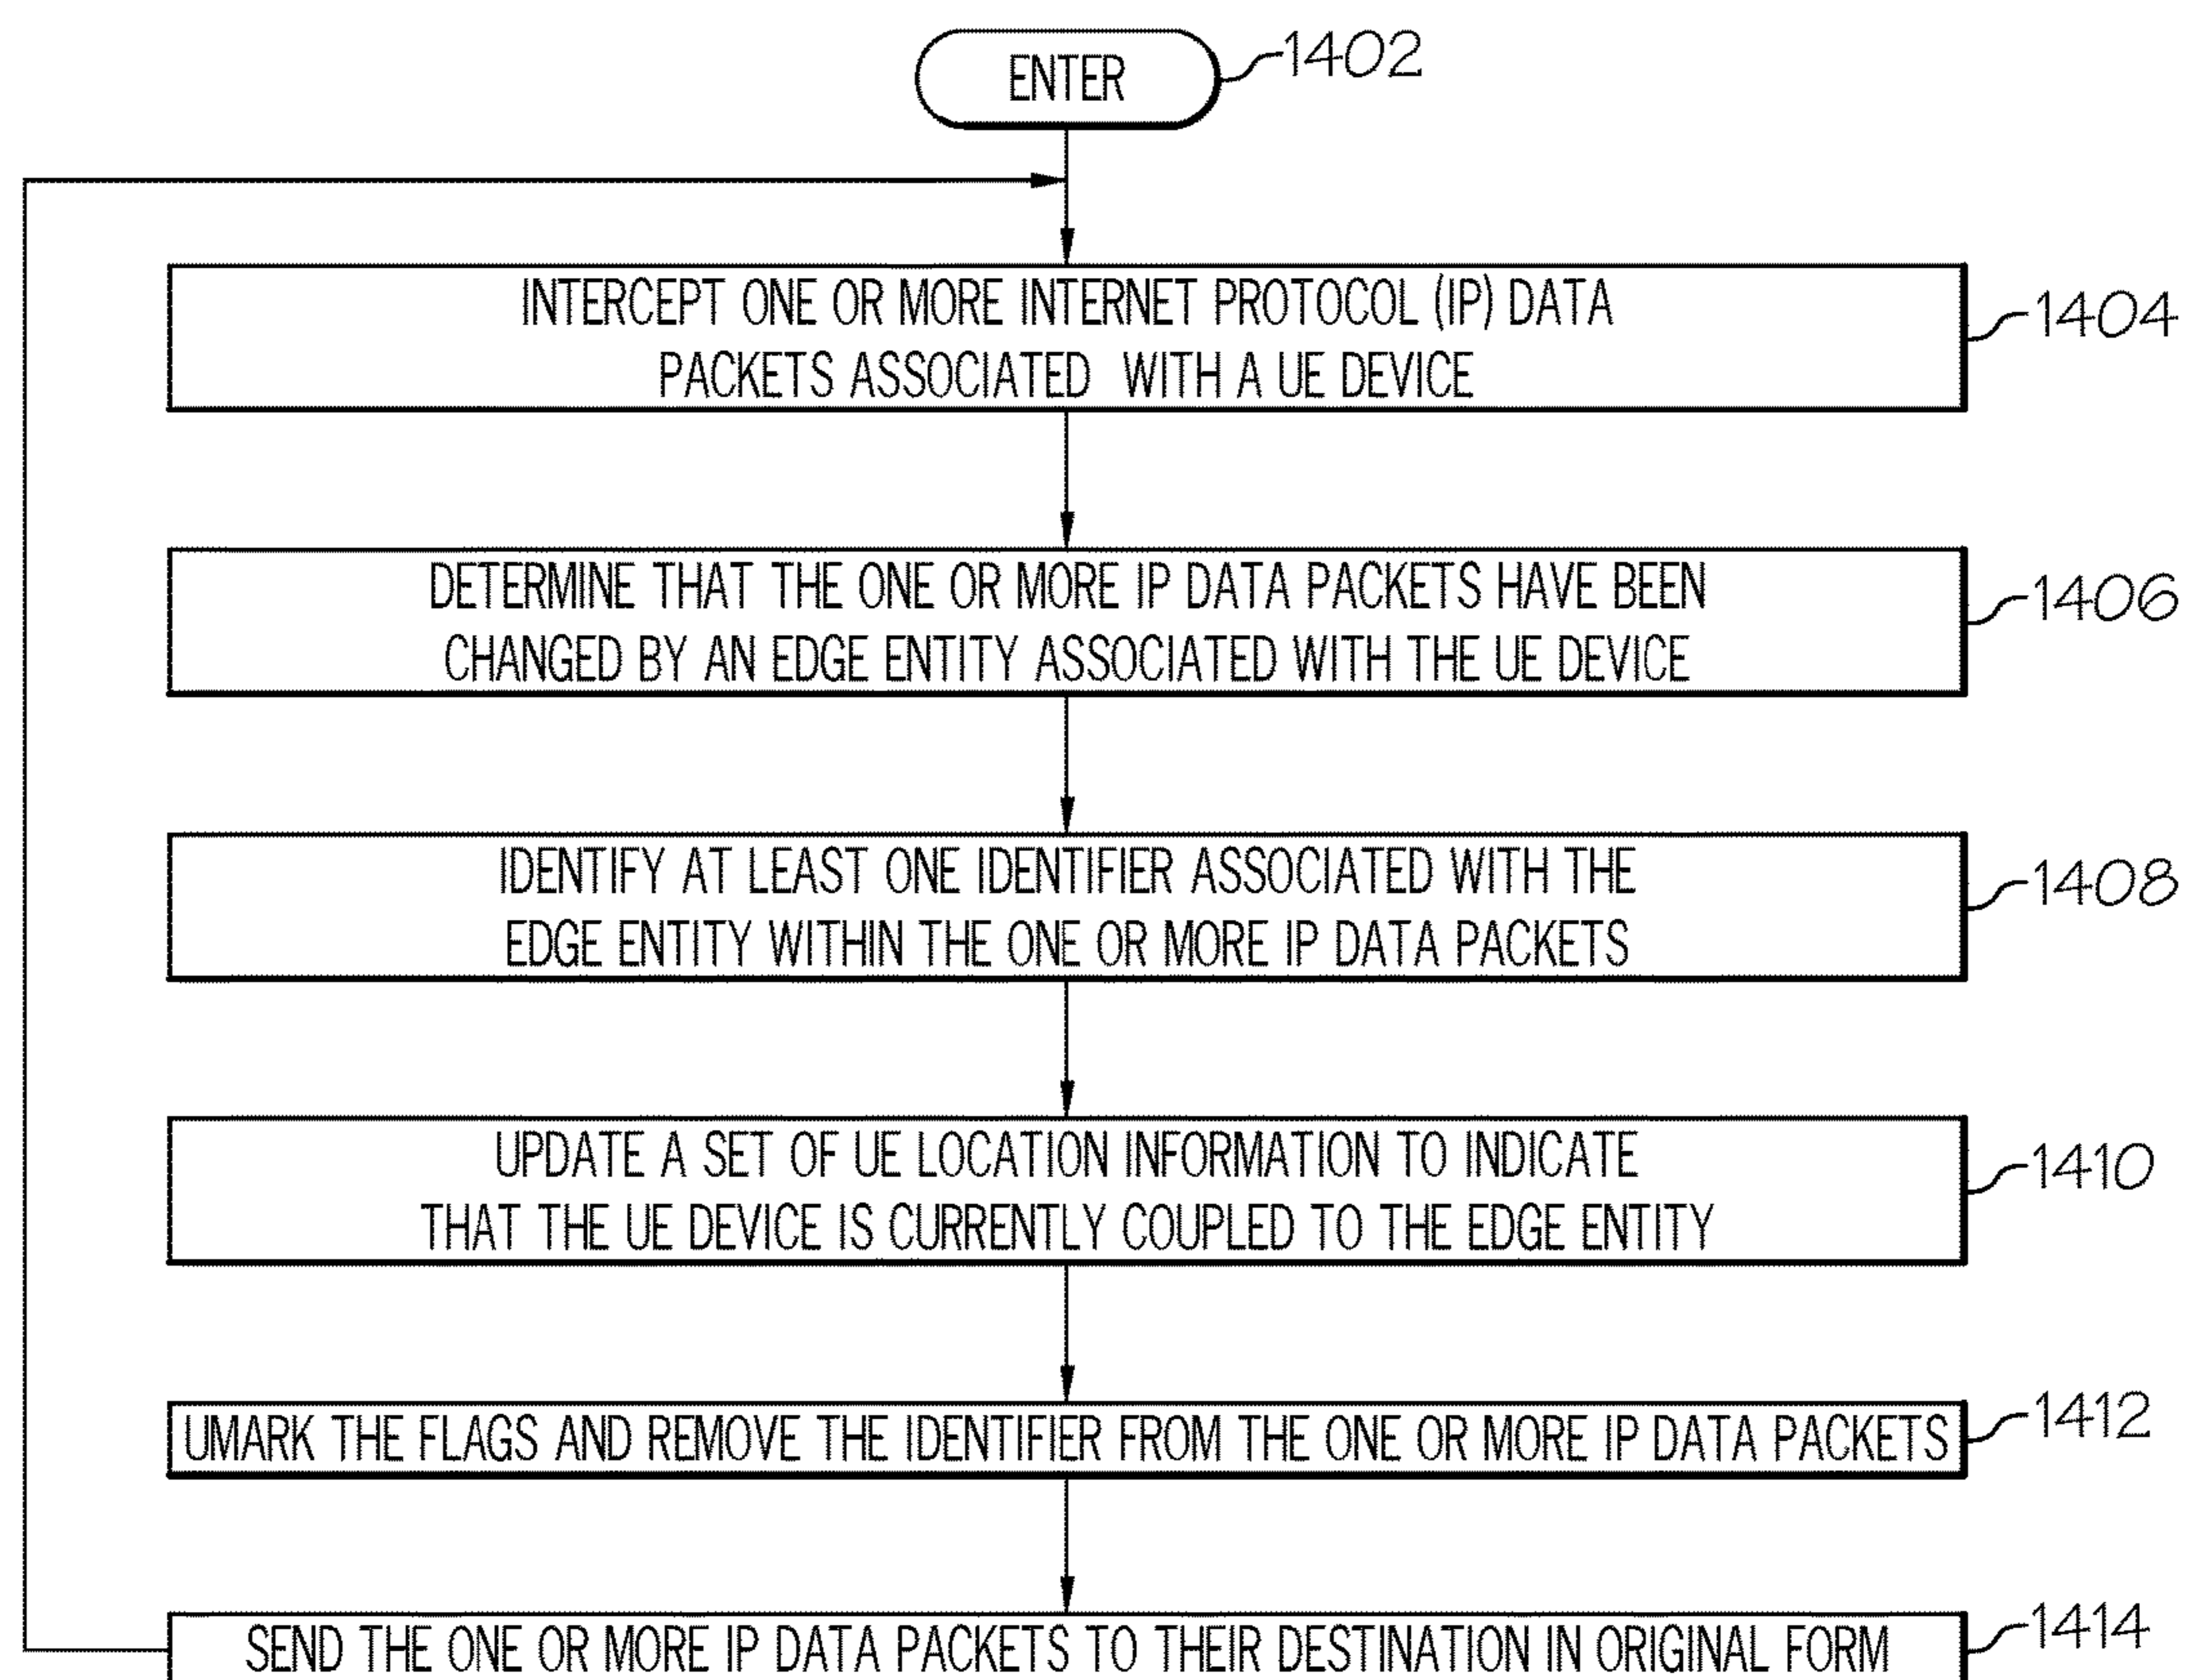 ENTER
1402
INTERCEPT ONE OR MORE INTERNET PROTOCOL (IP) DATA
PACKETS ASSOCIATED WITH A UE DEVICE
1404
DETERMINE THAT THE ONE OR MORE IP DATA PACKETS HAVE BEEN
CHANGED BY AN EDGE ENTITY ASSOCIATED WITH THE UE DEVICE
1406
IDENTIFY AT LEAST ONE IDENTIFIER ASSOCIATED WITH THE
EDGE ENTITY WITHIN THE ONE OR MORE IP DATA PACKETS
1408
UPDATE A SET OF UE LOCATION INFORMATION TO INDICATE
THAT THE UE DEVICE IS CURRENTLY COUPLED TO THE EDGE ENTITY
1410
UMARK THE FLAGS AND REMOVE THE IDENTIFIER FROM THE ONE OR MORE IP DATA PACKETS
1412
SEND THE ONE OR MORE IP DATA PACKETS TO THEIR DESTINATION IN ORIGINAL FORM
1414